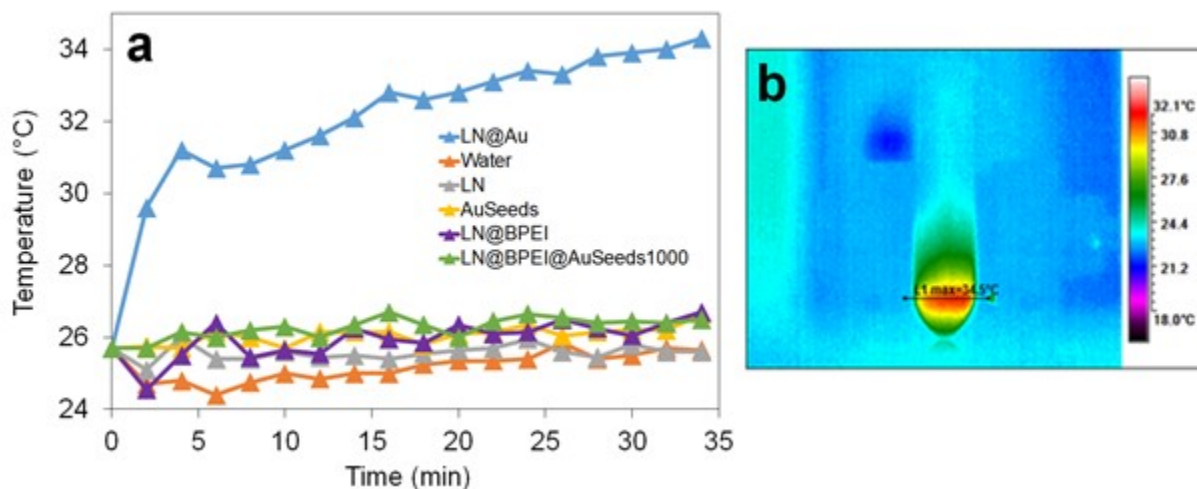 a
34
32
30
28
26
24
Temperature (°C)
LN@Au
Water
LN
AuSeeds
LN@BPEI
LN@BPEI@AuSeeds1000
0
5
10
15
20
25
30
35
Time (min)
b
L1 max=34.5°C
32.1°C
30.8
27.6
24.4
21.2
18.0°C